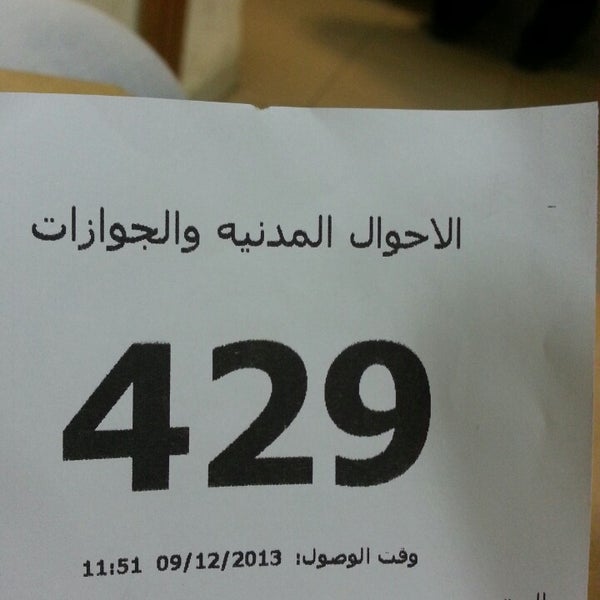 الاحوال المدنيه والجوازات
429
وقت الوصول: 09/12/2013 11:51